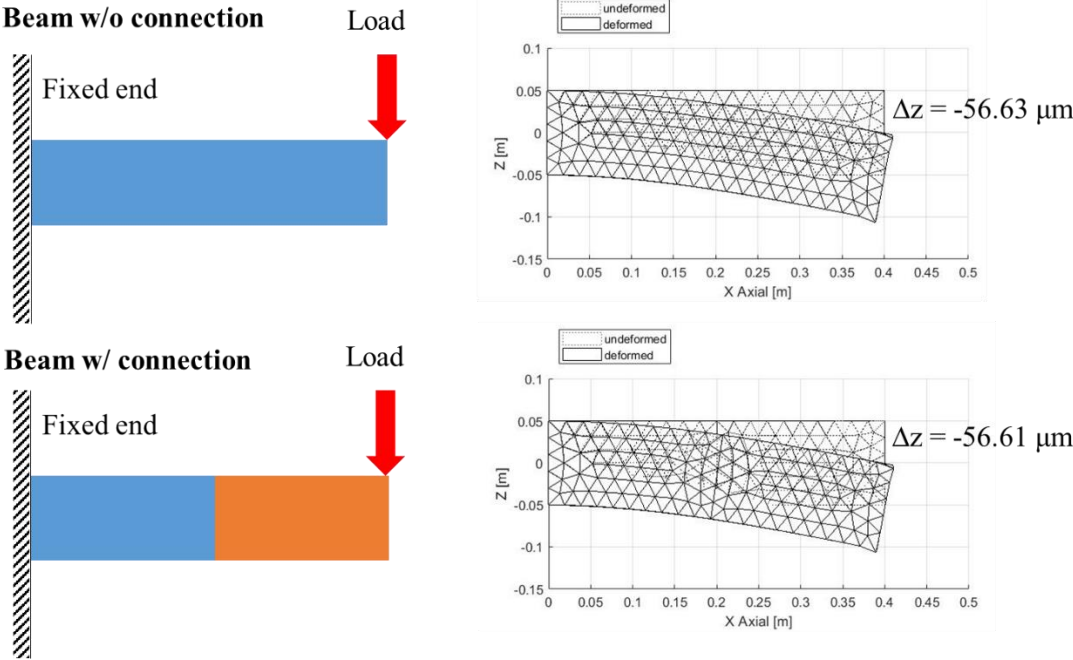 Beam w/o connection
Load
Fixed end
undeformed
deformed
0.1
0.05
0
-0.05
-0.1
-0.15
Z [m]
0 0.05 0.1 0.15 0.2 0.25 0.3 0.35 0.4 0.45 0.5
X Axial [m]
Δz = -56.63 μm
Beam w/ connection
Load
Fixed end
undeformed
deformed
0.1
0.05
0
-0.05
-0.1
-0.15
Z [m]
0 0.05 0.1 0.15 0.2 0.25 0.3 0.35 0.4 0.45 0.5
X Axial [m]
Δz = -56.61 μm